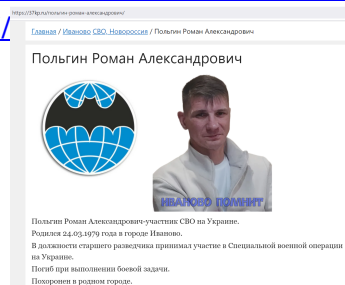 https://37kp.ru/польгин-роман-александрович/
Главная / Иваново СВО. Новороссия / Польгин Роман Александрович
Польгин Роман Александрович
ИВАНОВО ПОМНИТ
Польгин Роман Александрович-участник СВО на Украине.
Родился 24.03.1979 года в городе Иваново.
В должности старшего разведчика принимал участие в Специальной военной операции
на Украине.
Погиб при выполнении боевой задачи.
Похоронен в родном городе.